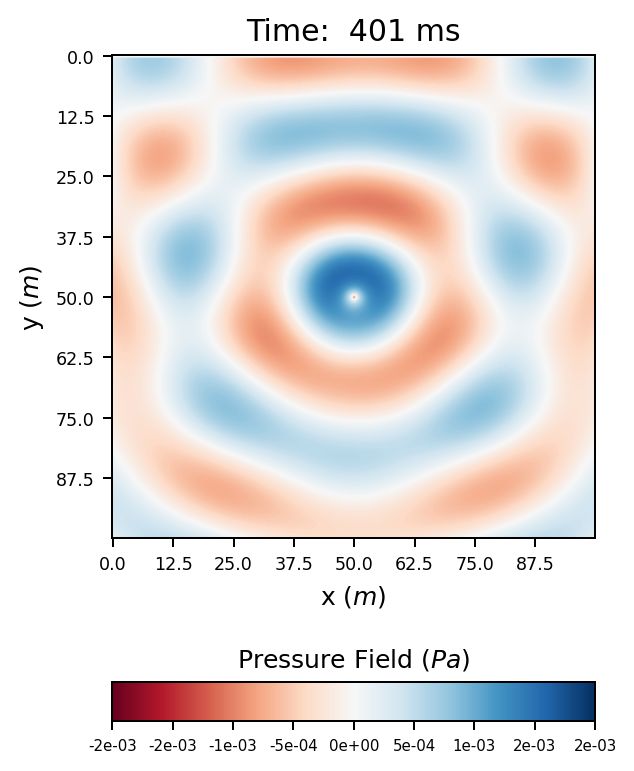 Time:  401 ms
0.0
12.5
25.0
37.5
50.0
62.5
75.0
87.5
y (m)
0.0 12.5 25.0 37.5 50.0 62.5 75.0 87.5
x (m)
Pressure Field (Pa)
-2e-03 -2e-03 -1e-03 -5e-04 0e+00 5e-04 1e-03 2e-03 2e-03